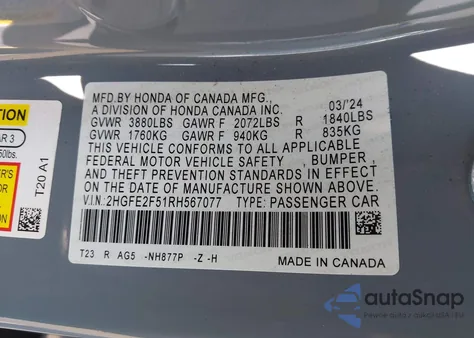 MFD.BY HONDA OF CANADA MFG.,
A DIVISION OF HONDA CANADA INC. 03/'24
GVWR 3880LBS GAWR F 2072LBS R 1840LBS
GVWR 1760KG GAWR F 940KG R 835KG
THIS VEHICLE CONFORMS TO ALL APPLICABLE
FEDERAL MOTOR VEHICLE SAFETY , BUMPER ,
AND THEFT PREVENTION STANDARDS IN EFFECT
ON THE DATE OF MANUFACTURE SHOWN ABOVE.
V.I.N. 2HGFE2F51RH567077 TYPE: PASSENGER CAR
T23 R AG5 -NH877P -Z -H
MADE IN CANADA
T20 A1
autoSnap